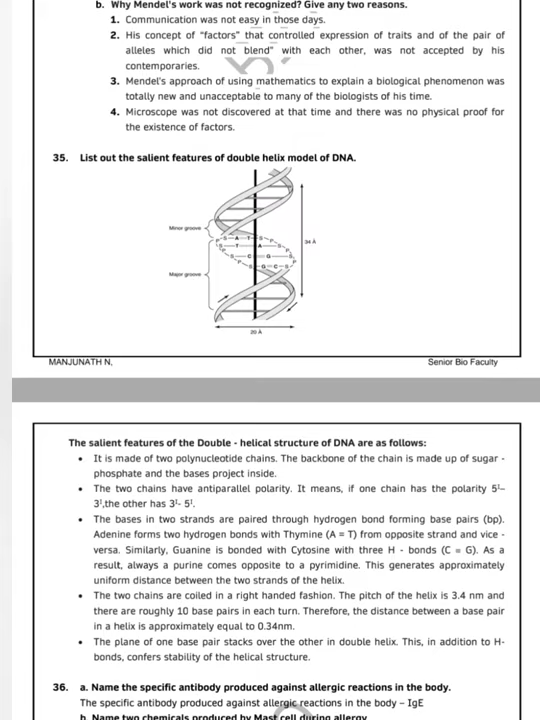 b. Why Mendel's work was not recognized? Give any two reasons.
1. Communication was not easy in those days.
2. His concept of "factors" that controlled expression of traits and of the pair of
alleles which did not blend" with each other, was not accepted by his
contemporaries.
3. Mendel's approach of using mathematics to explain a biological phenomenon was
totally new and unacceptable to many of the biologists of his time.
4. Microscope was not discovered at that time and there was no physical proof for
the existence of factors.
35. List out the salient features of double helix model of DNA.
Minor groove
Major groove
34 Å
20 Å
P S A T S P
S T A S
S C G S
P S G C S P
MANJUNATH N,
Senior Bio Faculty
The salient features of the Double - helical structure of DNA are as follows:
• It is made of two polynucleotide chains. The backbone of the chain is made up of sugar -
phosphate and the bases project inside.
• The two chains have antiparallel polarity. It means, if one chain has the polarity 5ˡ–
3ˡ,the other has 3ˡ- 5ˡ.
• The bases in two strands are paired through hydrogen bond forming base pairs (bp).
Adenine forms two hydrogen bonds with Thymine (A = T) from opposite strand and vice -
versa. Similarly, Guanine is bonded with Cytosine with three H - bonds (C ≡ G). As a
result, always a purine comes opposite to a pyrimidine. This generates approximately
uniform distance between the two strands of the helix.
• The two chains are coiled in a right handed fashion. The pitch of the helix is 3.4 nm and
there are roughly 10 base pairs in each turn. Therefore, the distance between a base pair
in a helix is approximately equal to 0.34nm.
• The plane of one base pair stacks over the other in double helix. This, in addition to H-
bonds, confers stability of the helical structure.
36. a. Name the specific antibody produced against allergic reactions in the body.
The specific antibody produced against allergic reactions in the body – IgE
b. Name two chemicals produced by Mast cell during allergy